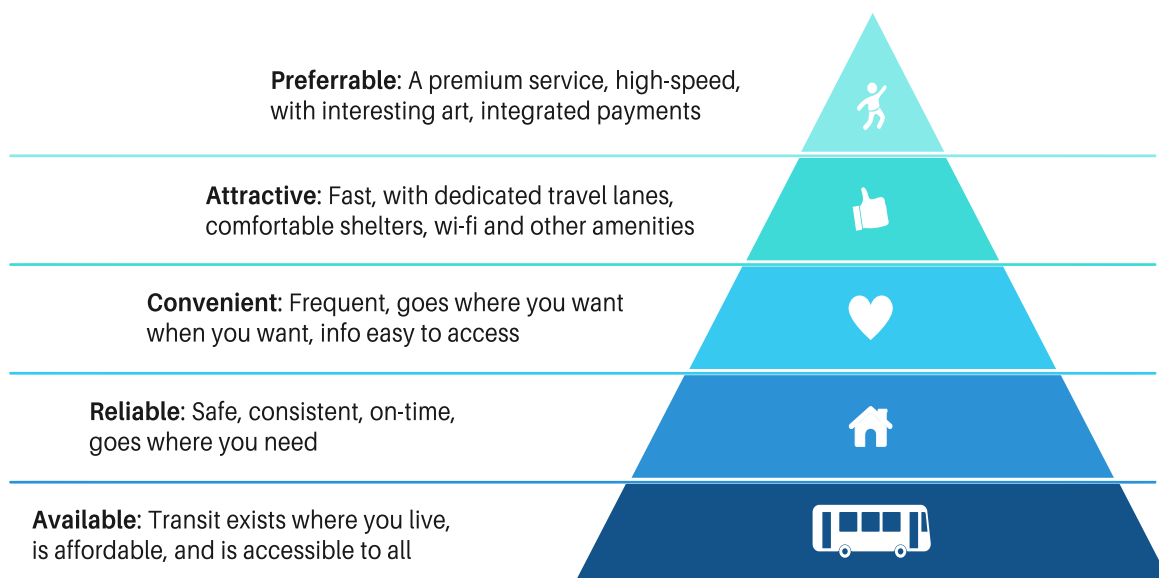 Preferrable: A premium service, high-speed,
with interesting art, integrated payments
Attractive: Fast, with dedicated travel lanes,
comfortable shelters, wi-fi and other amenities
Convenient: Frequent, goes where you want
when you want, info easy to access
Reliable: Safe, consistent, on-time,
goes where you need
Available: Transit exists where you live,
is affordable, and is accessible to all